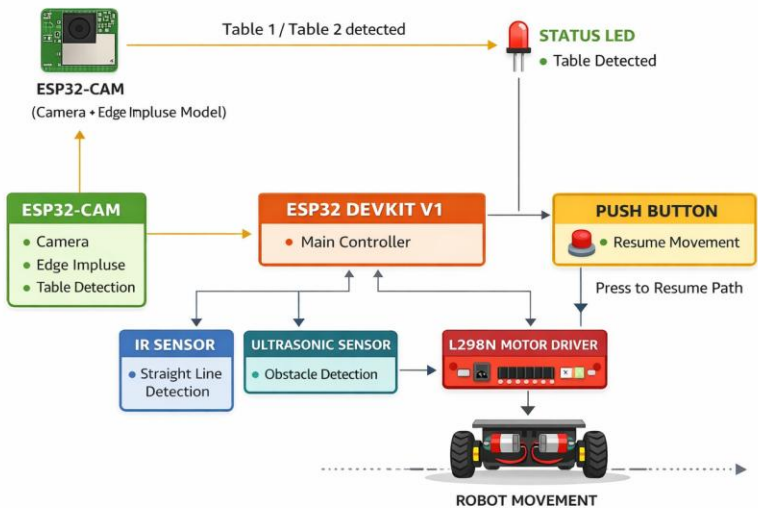 Table 1 / Table 2 detected
STATUS LED
• Table Detected
ESP32-CAM
(Camera + Edge Impluse Model)
ESP32-CAM
• Camera
• Edge Impluse
• Table Detection
ESP32 DEVKIT V1
• Main Controller
PUSH BUTTON
• Resume Movement
Press to Resume Path
IR SENSOR
• Straight Line
Detection
ULTRASONIC SENSOR
• Obstacle Detection
L298N MOTOR DRIVER
ROBOT MOVEMENT